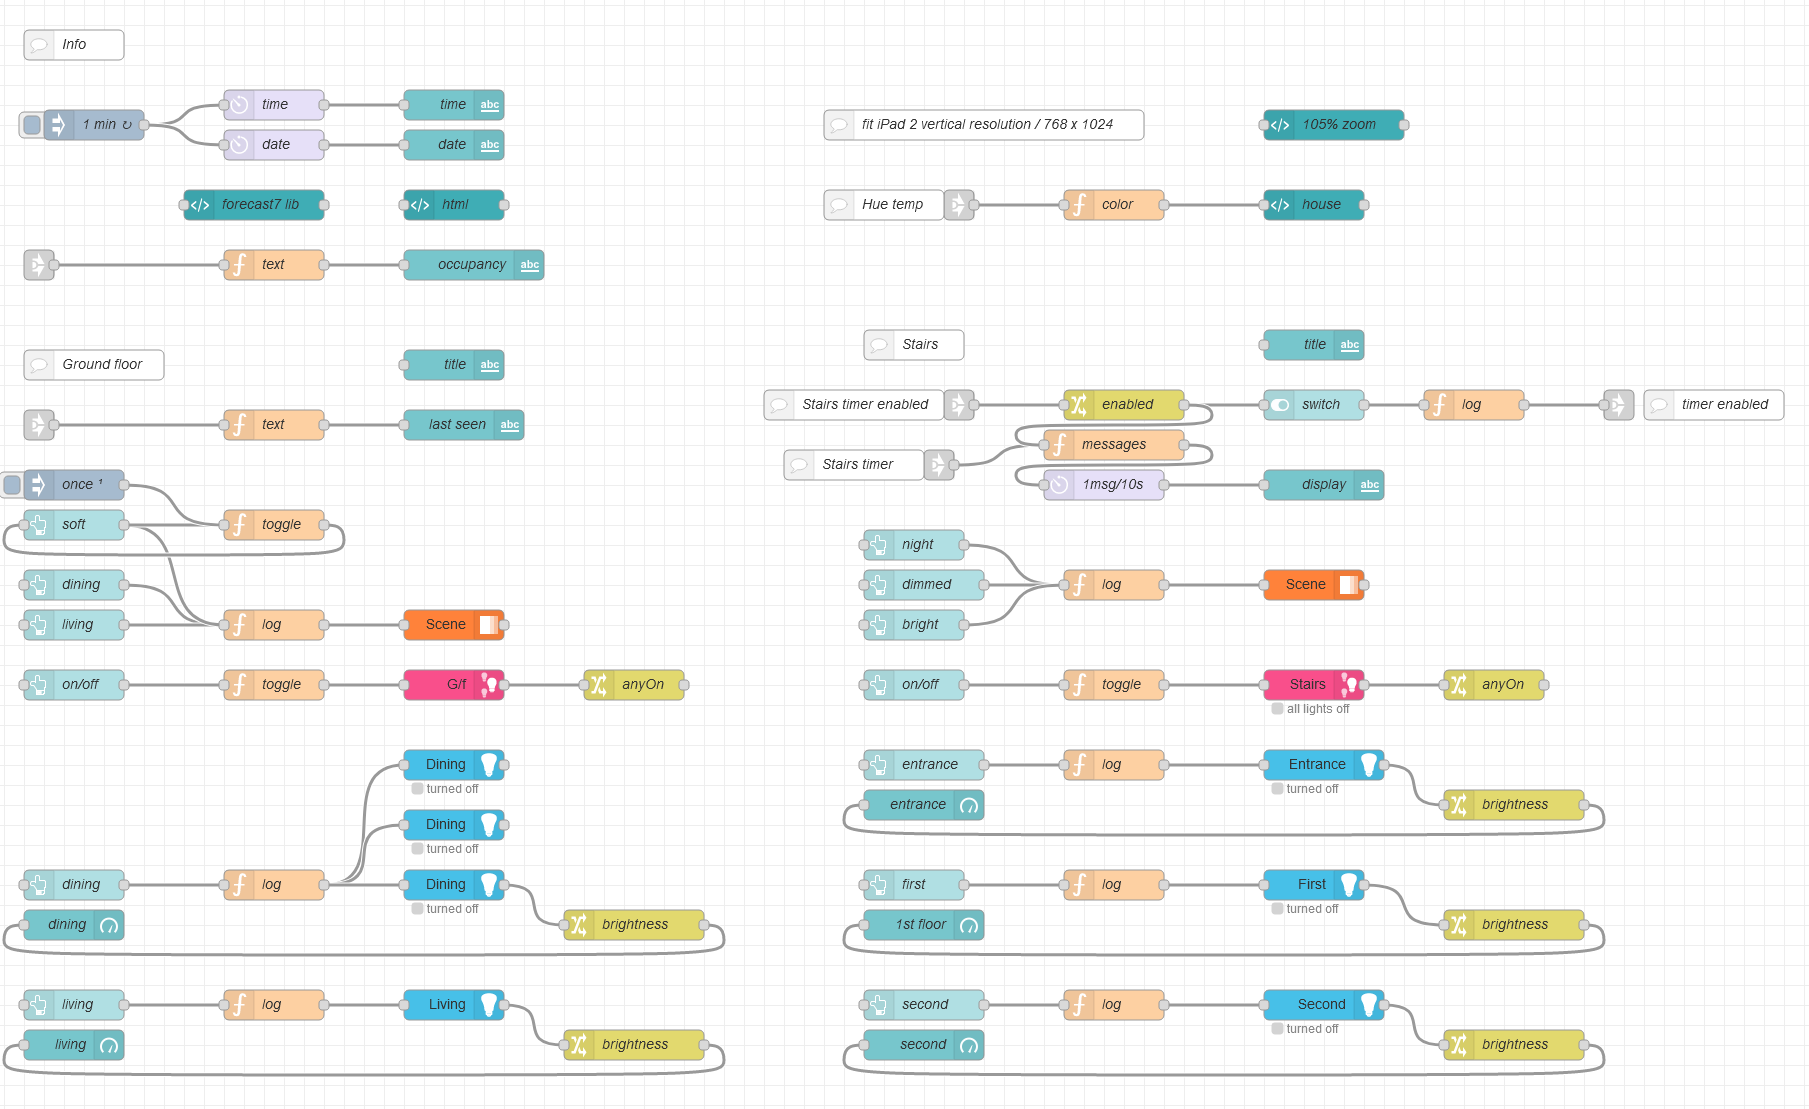 Info
1 min ↻
time
time abc
date
date abc
forecast7 lib
html
text
occupancy abc
fit iPad 2 vertical resolution / 768 x 1024
105% zoom
Hue temp
color
house
Ground floor
title abc
text
last seen abc
once ¹
soft
toggle
dining
living
log
Scene
on/off
toggle
G/f
anyOn
Dining
turned off
Dining
turned off
dining
log
Dining
turned off
dining
brightness
living
log
Living
living
brightness
Stairs
title abc
Stairs timer enabled
enabled
switch
log
timer enabled
messages
Stairs timer
1msg/10s
display abc
night
dimmed
log
Scene
bright
on/off
toggle
Stairs
anyOn
all lights off
entrance
log
Entrance
turned off
entrance
brightness
first
log
First
turned off
1st floor
brightness
second
log
Second
turned off
second
brightness